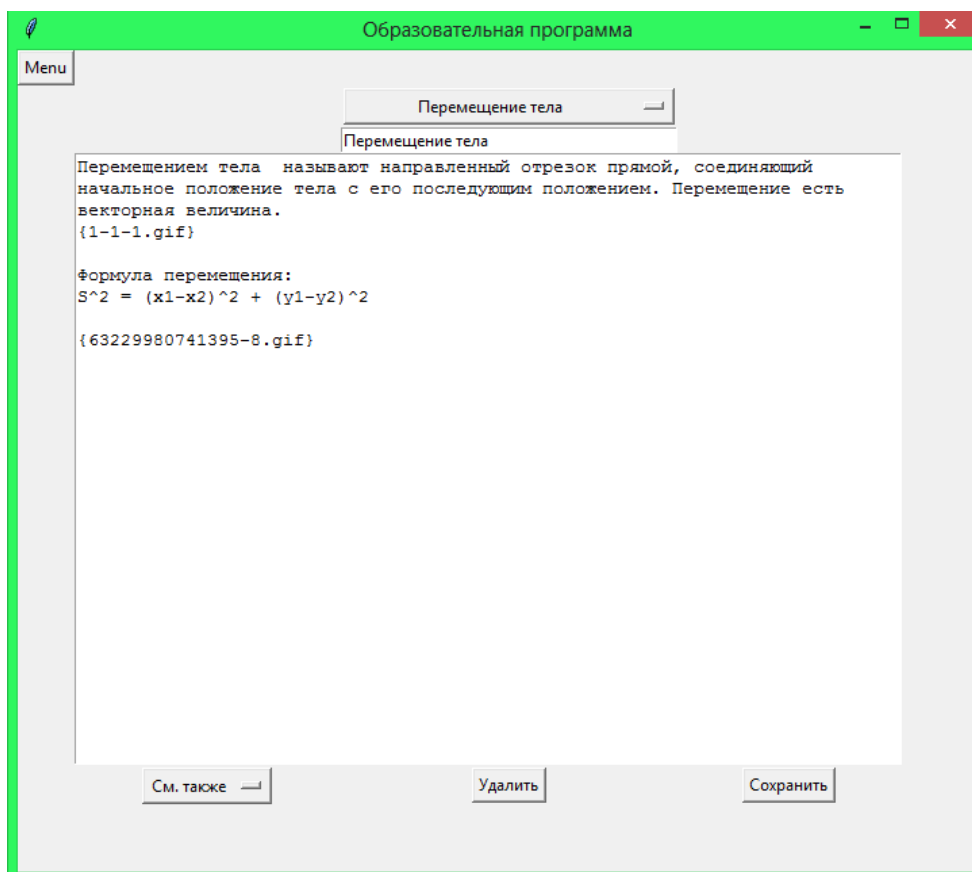 Образовательная программа
Menu
Перемещение тела
Перемещение тела
Перемещением тела  называют направленный отрезок прямой, соединяющий
начальное положение тела с его последующим положением. Перемещение есть
векторная величина.
{1-1-1.gif}
Формула перемещения:
S^2 = (x1-x2)^2 + (y1-y2)^2
{63229980741395-8.gif}
См. также
Удалить
Сохранить